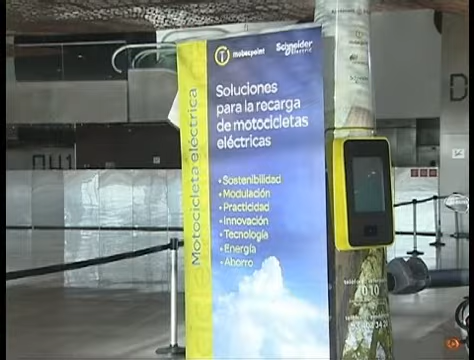 mobecpoint
Schneider
Electric
Motocicleta eléctrica
Soluciones
para la recarga
de motocicletas
eléctricas
• Sostenibilidad
• Modulación
• Practicidad
• Innovación
• Tecnología
• Energía
• Ahorro